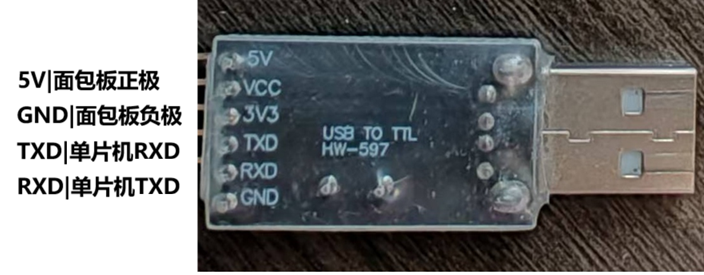 5V|面包板正极
GND|面包板负极
TXD|单片机RXD
RXD|单片机TXD
5V
VCC
3V3
TXD
RXD
GND
USB TO TTL
HW-597